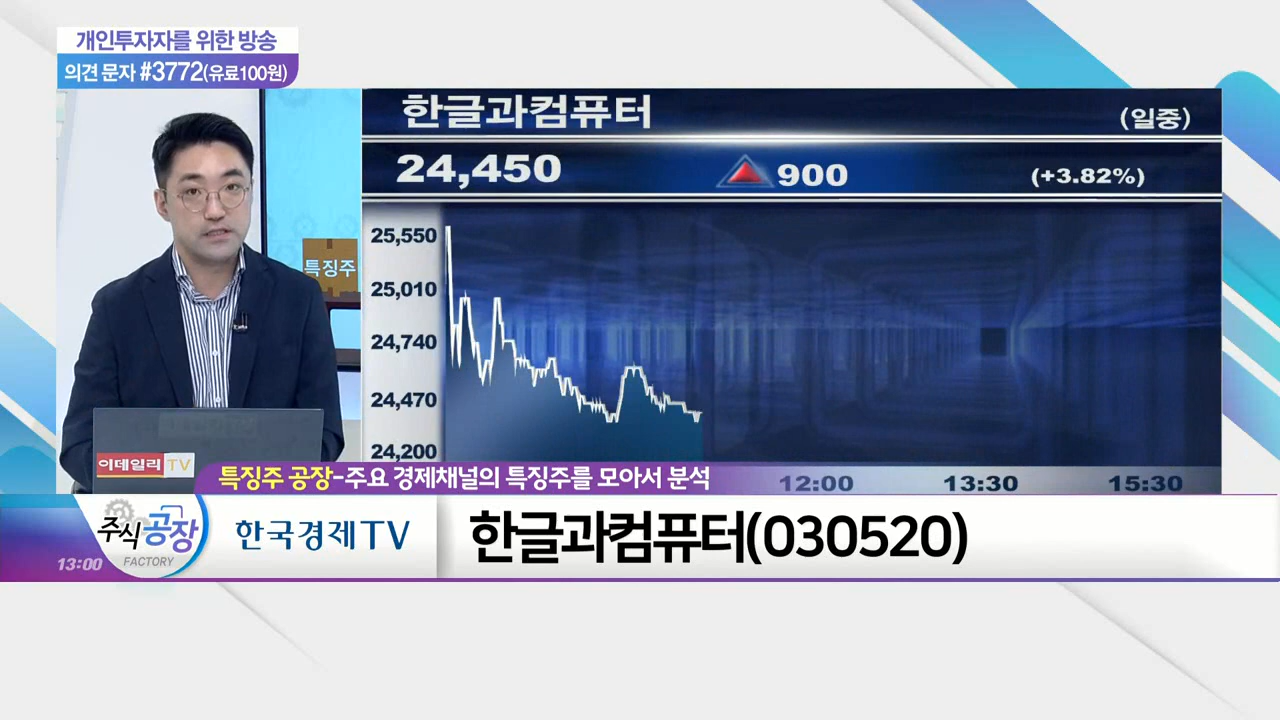 개인투자자를 위한 방송
의견 문자 #3772(유료100원)
한글과컴퓨터
(일중)
24,450
900
(+3.82%)
25,550
25,010
24,740
24,470
24,200
12:00
13:30
15:30
특징주
이데일리 TV
특징주 공장-주요 경제채널의 특징주를 모아서 분석
주식공장
FACTORY
13:00
한국경제TV
한글과컴퓨터(030520)